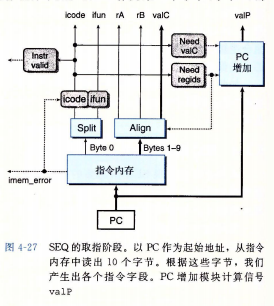 icode ifun rA rB valC valP
Need valC
Instr valid
Need regids
PC 增加
icode ifun
Split
Align
Byte 0
Bytes 1–9
imem_error
指令内存
PC
图 4-27 SEQ的取指阶段。以 PC 作为起始地址，从指
令内存中读出 10 个字节。根据这些字节，我们
产生出各个指令字段。PC 增加模块计算信号
valP